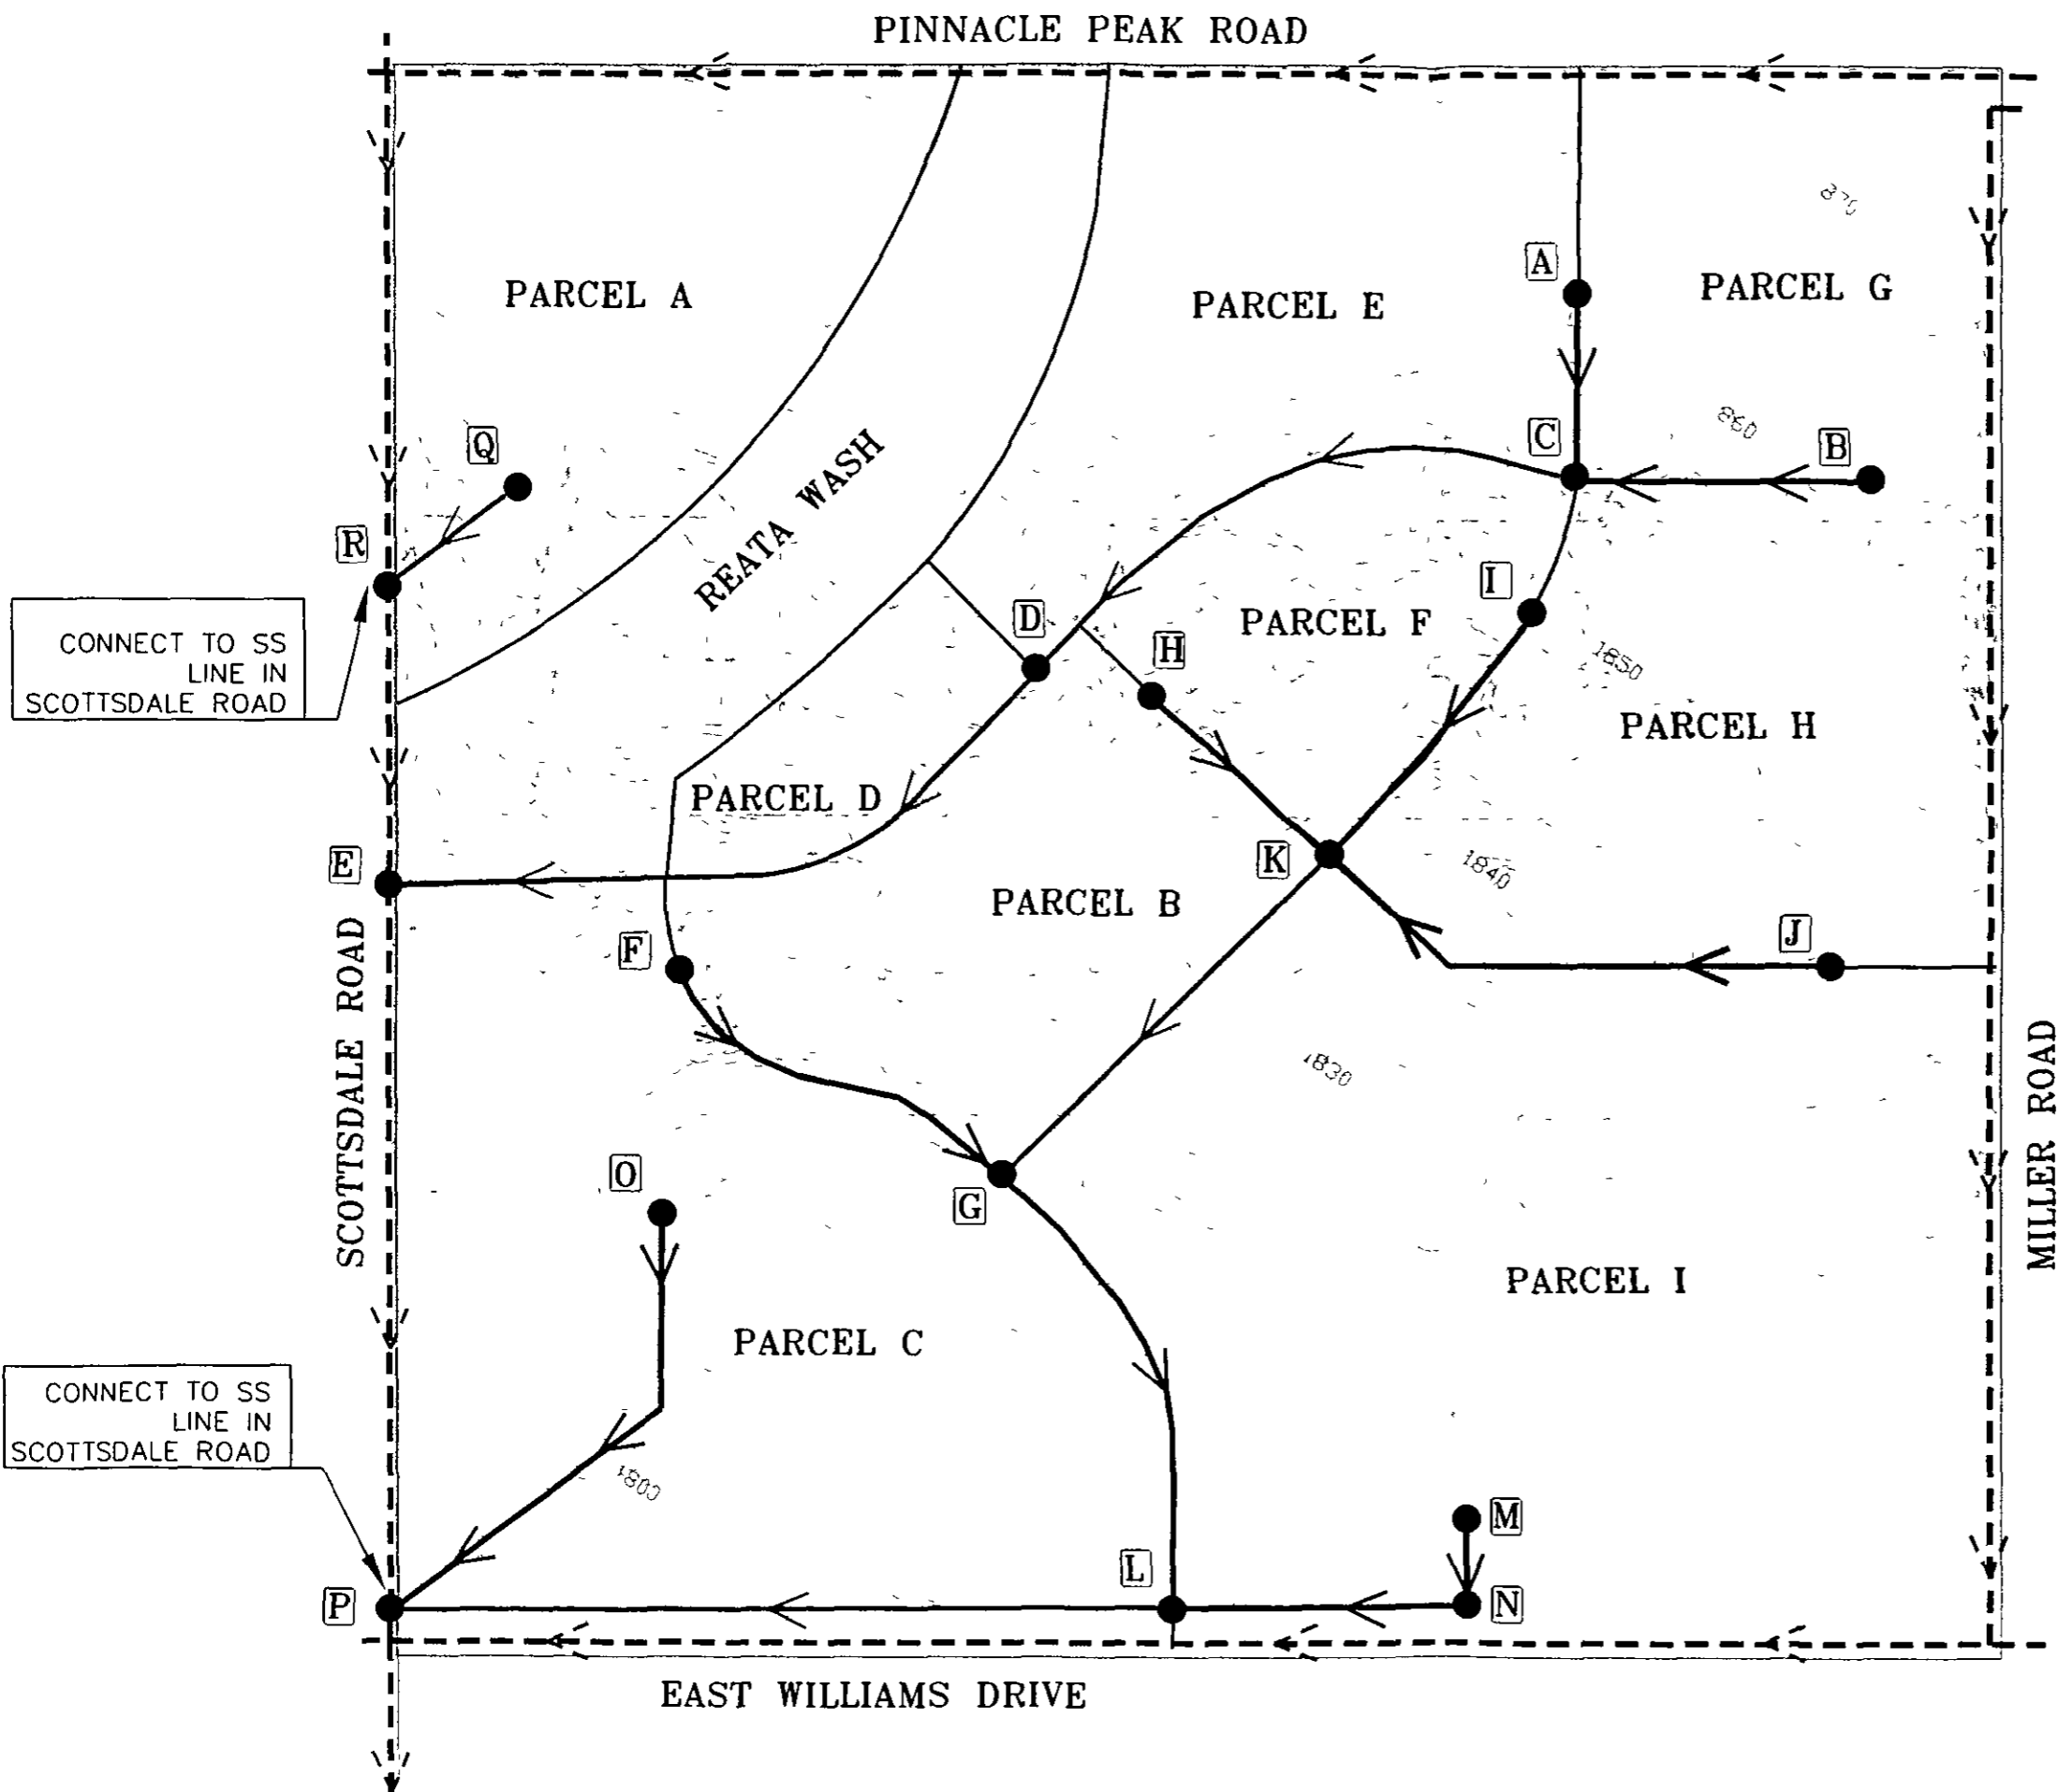 PINNACLE PEAK ROAD
870
A
PARCEL A
PARCEL E
PARCEL G
860
Q
C
B
REATA WASH
R
I
CONNECT TO SS
LINE IN
SCOTTSDALE ROAD
D
H
PARCEL F
1850
PARCEL H
PARCEL D
E
K
1840
PARCEL B
F
J
SCOTTSDALE ROAD
1830
MILLER ROAD
O
G
PARCEL I
PARCEL C
CONNECT TO SS
LINE IN
SCOTTSDALE ROAD
1800
M
L
P
N
EAST WILLIAMS DRIVE